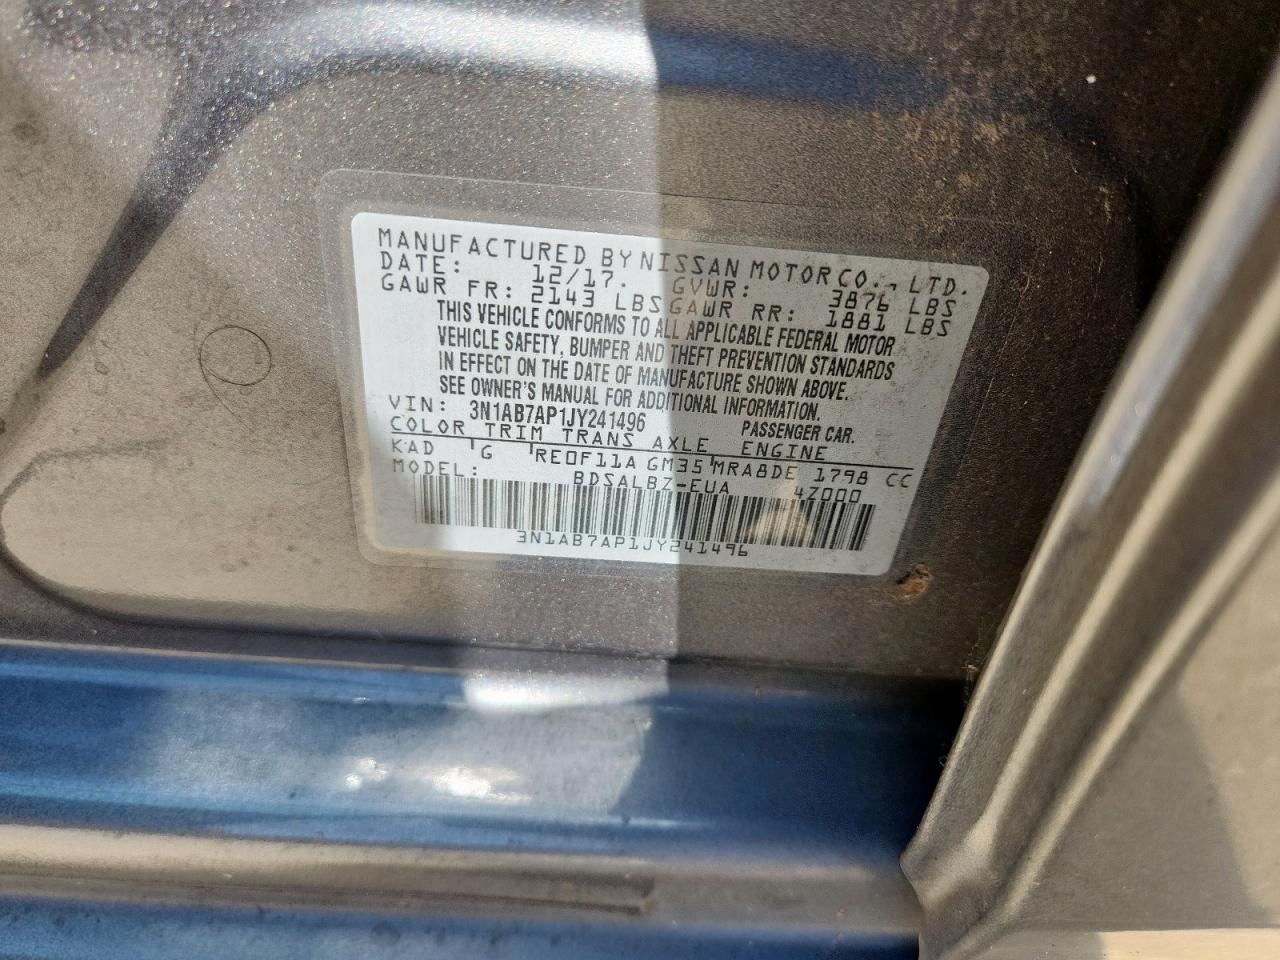 MANUFACTURED BY NISSAN MOTOR CO., LTD.
DATE: 12/17. GVWR: 3876 LBS
GAWR FR: 2143 LBS GAWR RR: 1881 LBS
THIS VEHICLE CONFORMS TO ALL APPLICABLE FEDERAL MOTOR
VEHICLE SAFETY, BUMPER AND THEFT PREVENTION STANDARDS
IN EFFECT ON THE DATE OF MANUFACTURE SHOWN ABOVE.
SEE OWNER'S MANUAL FOR ADDITIONAL INFORMATION.
VIN: 3N1AB7AP1JY241496 PASSENGER CAR.
COLOR TRIM TRANS AXLE ENGINE
KAD G RE0F11A GM35 MRA8DE 1798 CC
MODEL: BDSALBZ-EUA 4Z000
3N1AB7AP1JY241496